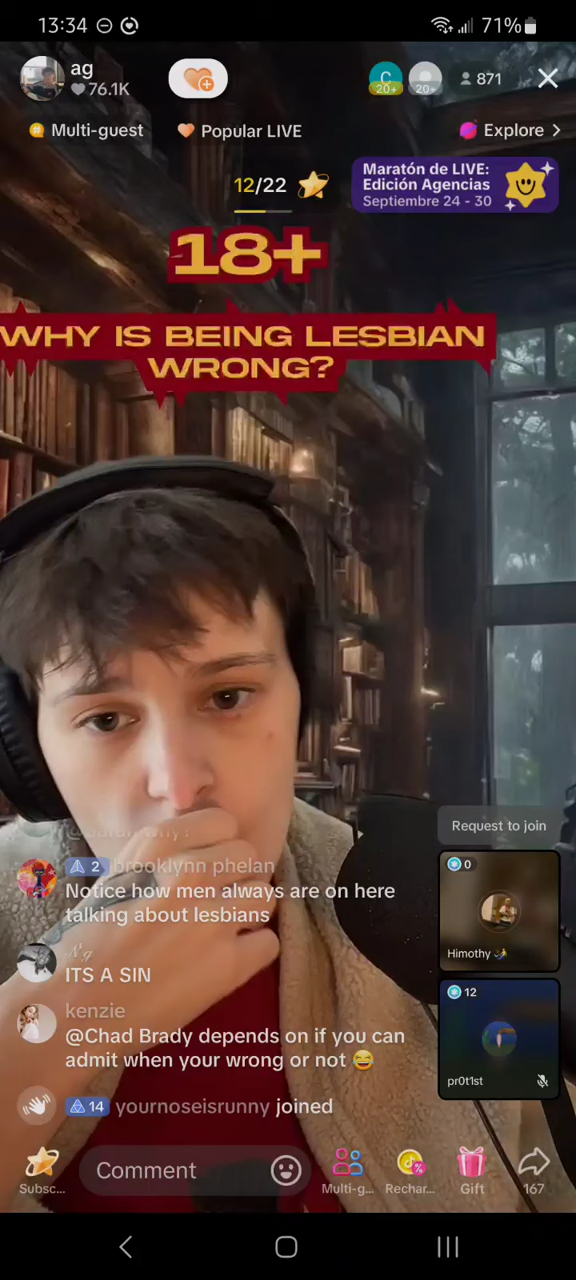 13:34
71%
ag
76.1K
C
20+
20+
871
Multi-guest
Popular LIVE
Explore >
12/22
Maratón de LIVE:
Edición Agencias
Septiembre 24 - 30
18+
WHY IS BEING LESBIAN
WRONG?
Request to join
0
Himothy
12
pr0t1st
2 brooklynn phelan
Notice how men always are on here
talking about lesbians
ITS A SIN
kenzie
@Chad Brady depends on if you can
admit when your wrong or not 😂
14 yournoseisrunny joined
Comment
Subsc...
Multi-g...
Rechar...
Gift
167